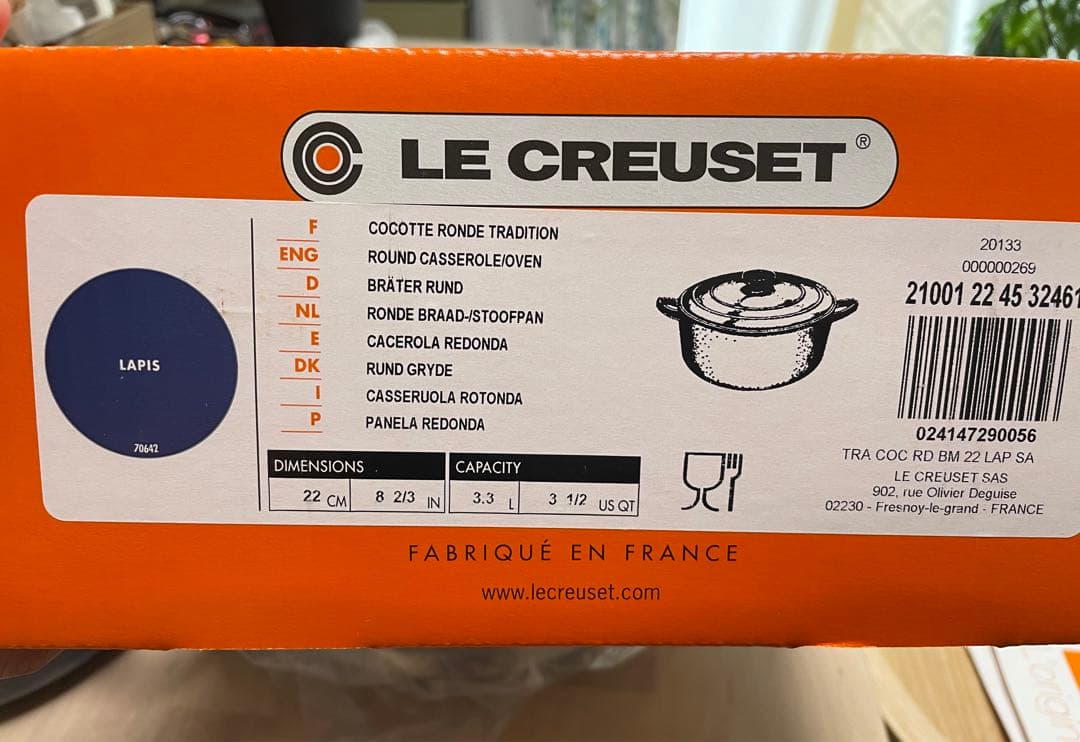 LE CREUSET ®
LAPIS
70642
F COCOTTE RONDE TRADITION
ENG ROUND CASSEROLE/OVEN
D BRÄTER RUND
NL RONDE BRAAD-/STOOFPAN
E CACEROLA REDONDA
DK RUND GRYDE
I CASSERUOLA ROTONDA
P PANELA REDONDA
DIMENSIONS CAPACITY
22 CM 8 2/3 IN 3.3 L 3 1/2 US QT
20133
000000269
21001 22 45 32461
024147290056
TRA COC RD BM 22 LAP SA
LE CREUSET SAS
902, rue Olivier Deguise
02230 - Fresnoy-le-grand - FRANCE
FABRIQUÉ EN FRANCE
www.lecreuset.com